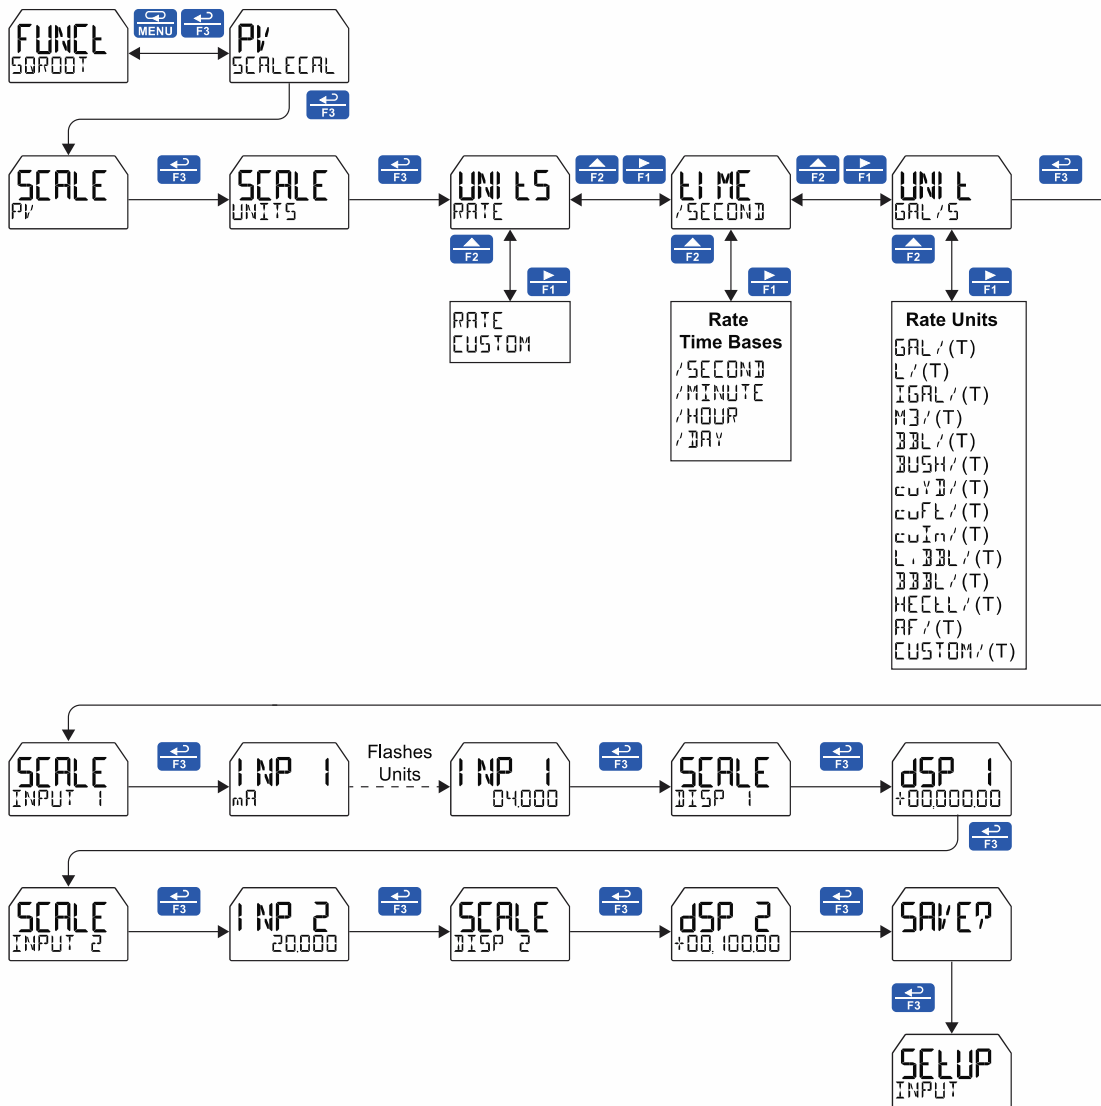 FUNCt
SQROOT
MENU
F3
PV
SCALECAL
F3
SCALE
PV
F3
SCALE
UNITS
F3
UNItS
RATE
F2
F1
tIME
/SECOND
F2
F1
UNIt
GAL/S
F3
F2
F1
F2
F1
F2
F1
RATE
CUSTOM
Rate
Time Bases
/SECOND
/MINUTE
/HOUR
/DAY
Rate Units
GAL/(T)
L/(T)
IGAL/(T)
M3/(T)
BBL/(T)
BUSH/(T)
cuYD/(T)
cuFt/(T)
cuIn/(T)
LiBBL/(T)
BBBL/(T)
HECtL/(T)
AF/(T)
CUSTOM/(T)
SCALE
INPUT 1
F3
INP 1
mA
Flashes
Units
INP 1
04.000
F3
SCALE
DISP 1
F3
dSP 1
+00,000.00
F3
SCALE
INPUT 2
F3
INP 2
20.000
F3
SCALE
DISP 2
F3
dSP 2
+00,100.00
F3
SAVE?
F3
SEtUP
INPUT